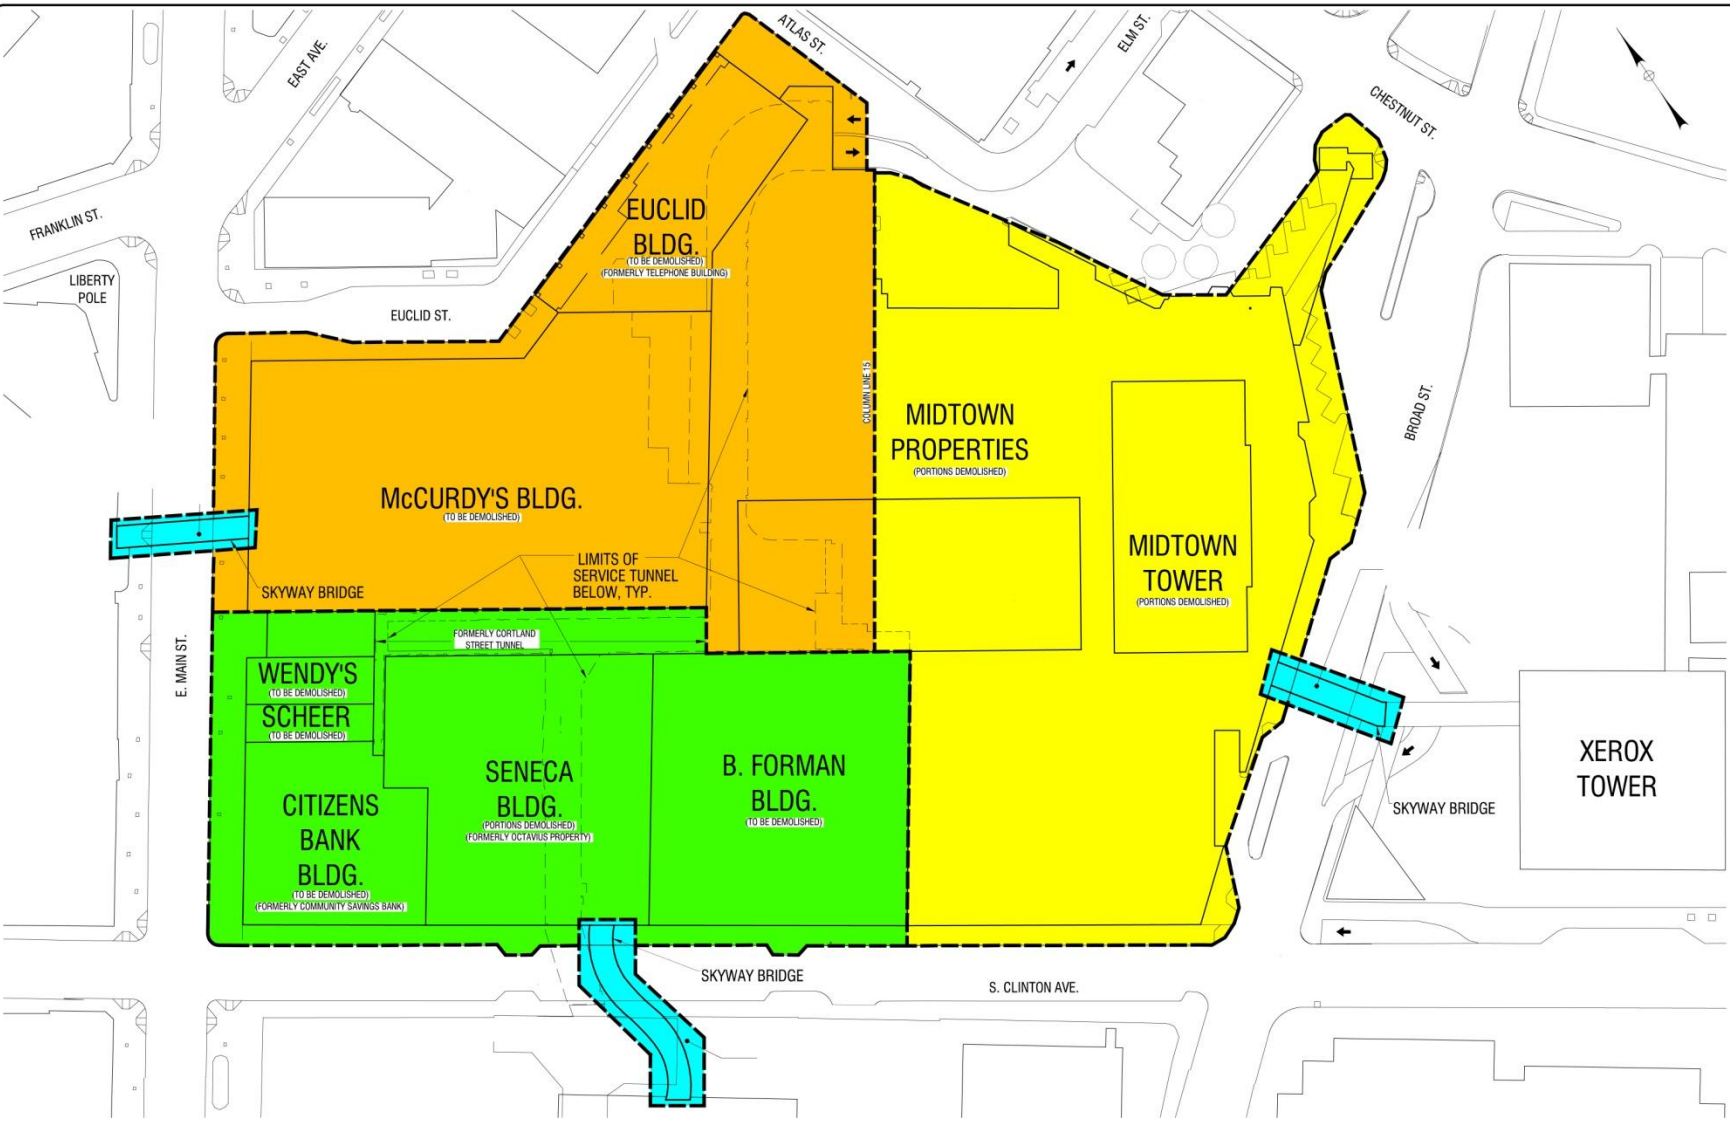 ATLAS ST.
ELM ST.
EAST AVE.
CHESTNUT ST.
FRANKLIN ST.
LIBERTY
POLE
EUCLID
BLDG.
(TO BE DEMOLISHED)
(FORMERLY TELEPHONE BUILDING)
EUCLID ST.
COLUMN LINE 15
MIDTOWN
PROPERTIES
(PORTIONS DEMOLISHED)
BROAD ST.
McCURDY'S BLDG.
(TO BE DEMOLISHED)
MIDTOWN
TOWER
(PORTIONS DEMOLISHED)
LIMITS OF
SERVICE TUNNEL
BELOW, TYP.
SKYWAY BRIDGE
FORMERLY CORTLAND
STREET TUNNEL
E. MAIN ST.
WENDY'S
(TO BE DEMOLISHED)
SCHEER
(TO BE DEMOLISHED)
SENECA
BLDG.
(PORTIONS DEMOLISHED)
(FORMERLY OCTAVIUS PROPERTY)
B. FORMAN
BLDG.
(TO BE DEMOLISHED)
XEROX
TOWER
CITIZENS
BANK
BLDG.
(TO BE DEMOLISHED)
(FORMERLY COMMUNITY SAVINGS BANK)
SKYWAY BRIDGE
SKYWAY BRIDGE
S. CLINTON AVE.